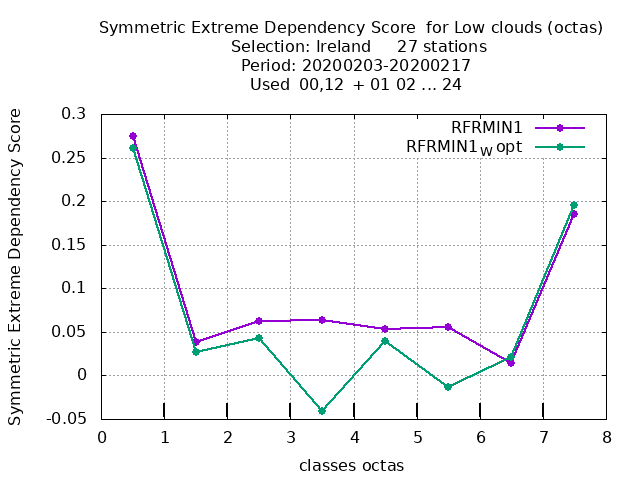 Symmetric Extreme Dependency Score for Low clouds (octas)
Selection: Ireland 27 stations
Period: 20200203-20200217
Used 00,12 + 01 02 ... 24
Symmetric Extreme Dependency Score
0.3
0.25
0.2
0.15
0.1
0.05
0
-0.05
RFRMIN1
RFRMIN1W opt
0 1 2 3 4 5 6 7 8
classes octas